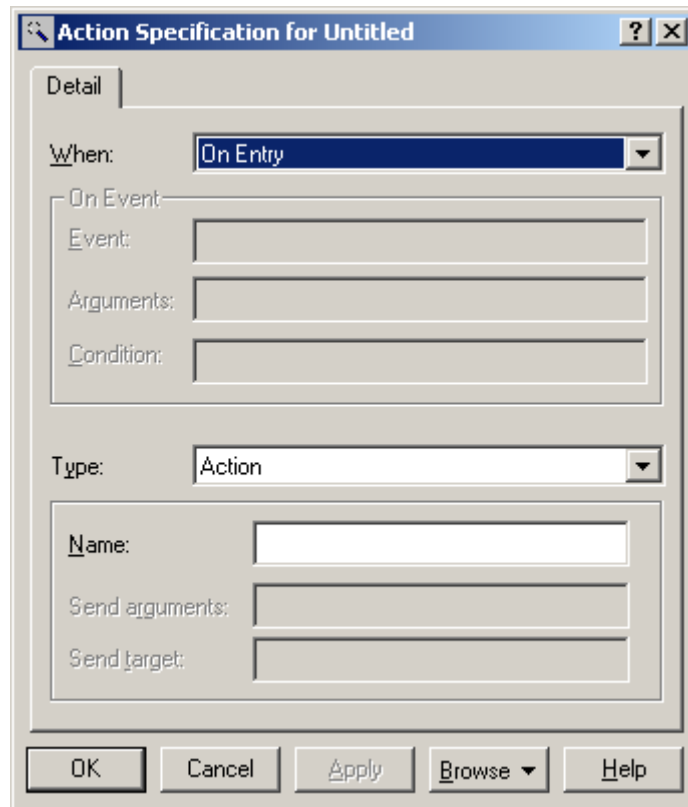 Action Specification for Untitled
Detail
When: On Entry
On Event
Event:
Arguments:
Condition:
Type: Action
Name:
Send arguments:
Send target:
OK Cancel Apply Browse Help